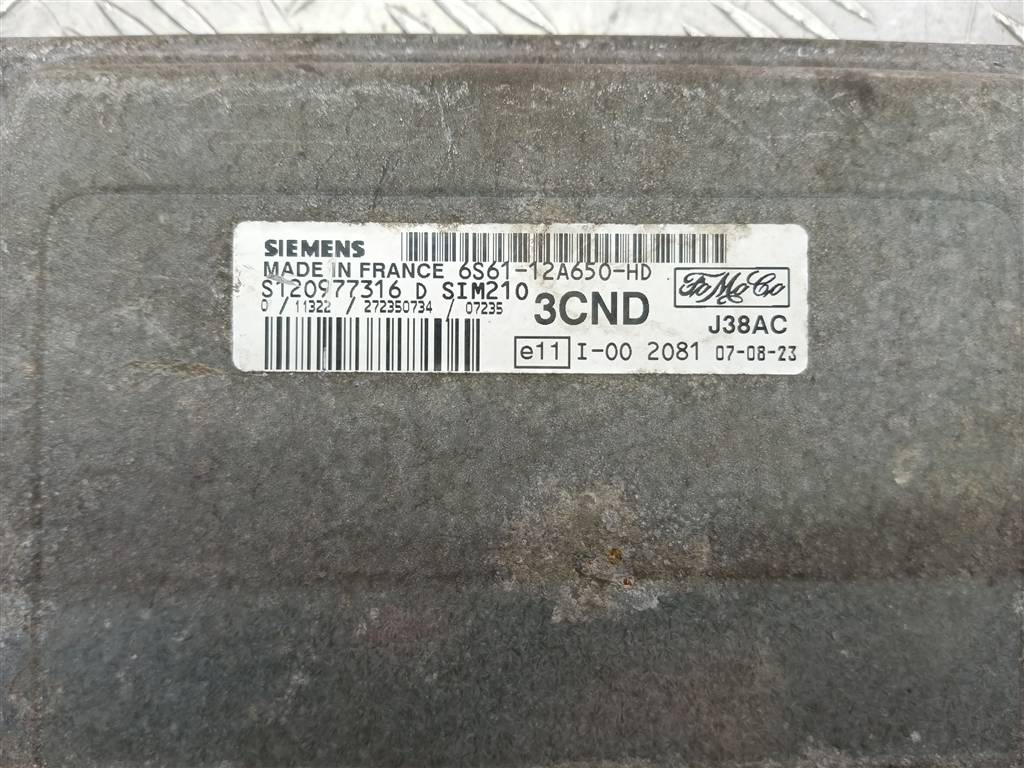 SIEMENS
MADE IN FRANCE 6S61-12A650-HD
S120977316 D SIM210
0 / 11322 / 272350734 / 07235
3CND
FoMoCo
J38AC
e11 I-00 2081 07-08-23